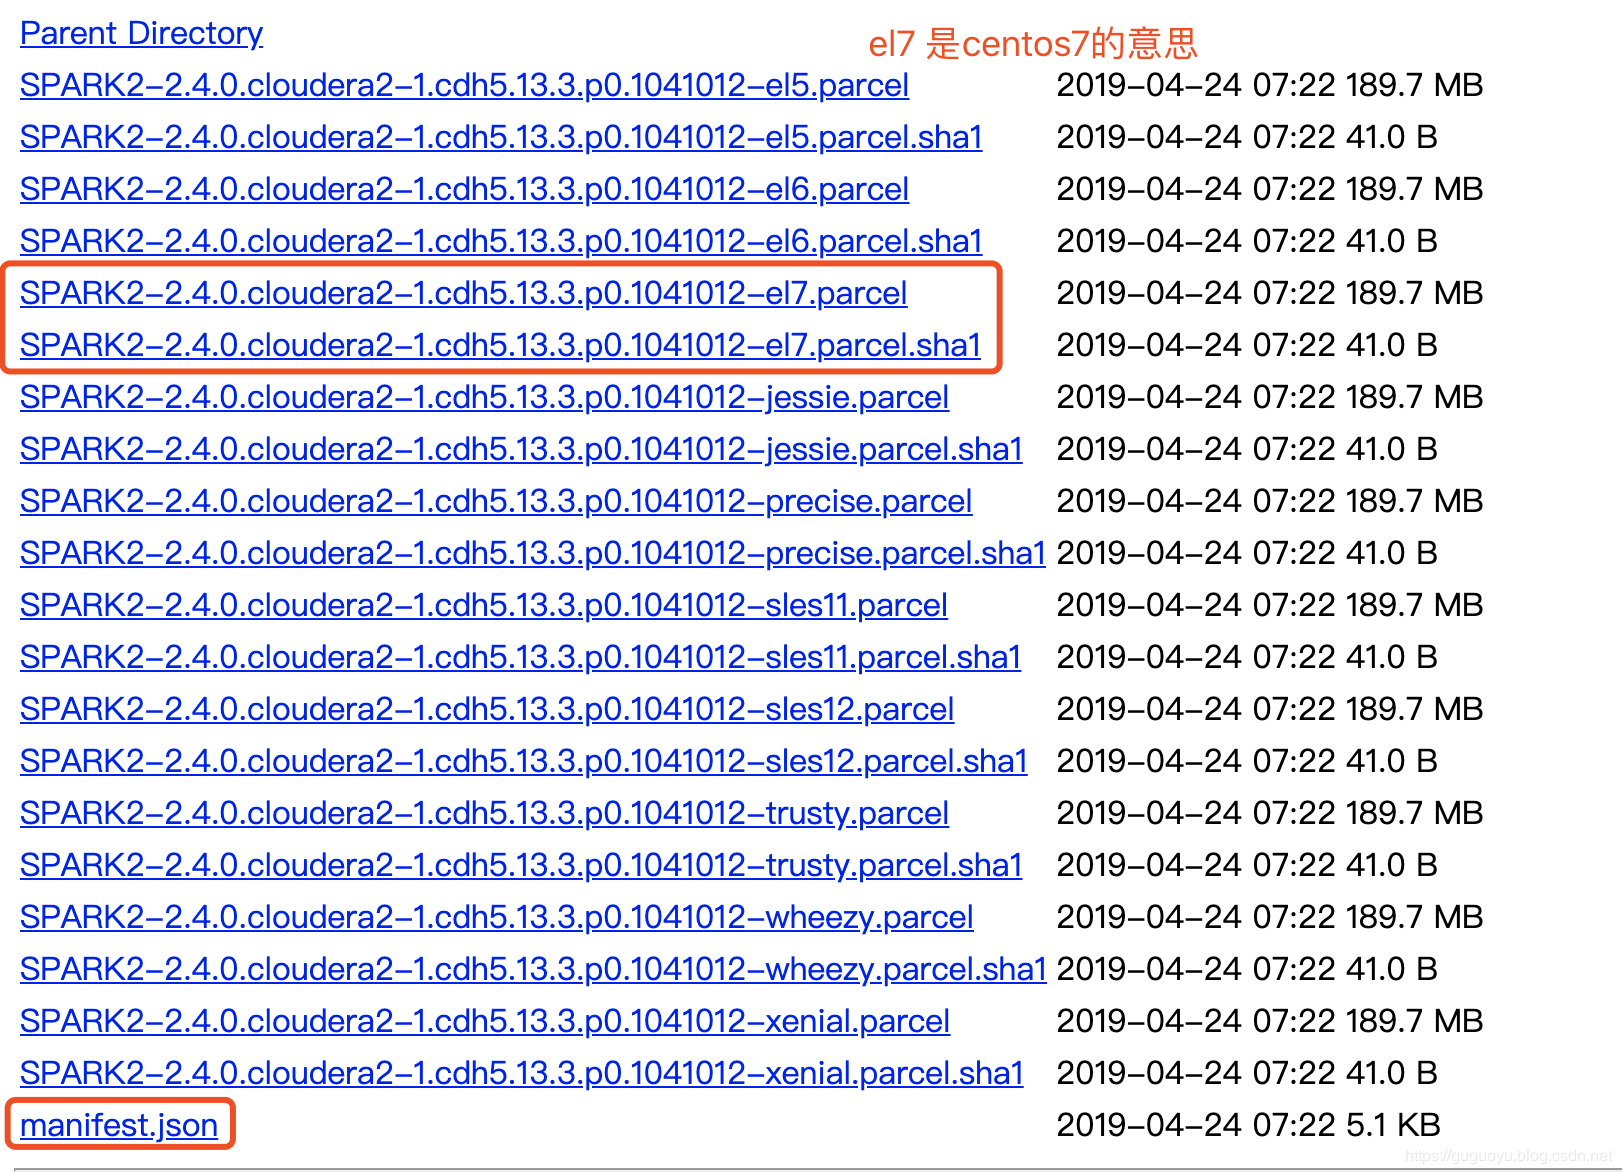 Parent Directory
el7 是centos7的意思
SPARK2-2.4.0.cloudera2-1.cdh5.13.3.p0.1041012-el5.parcel 2019-04-24 07:22 189.7 MB
SPARK2-2.4.0.cloudera2-1.cdh5.13.3.p0.1041012-el5.parcel.sha1 2019-04-24 07:22 41.0 B
SPARK2-2.4.0.cloudera2-1.cdh5.13.3.p0.1041012-el6.parcel 2019-04-24 07:22 189.7 MB
SPARK2-2.4.0.cloudera2-1.cdh5.13.3.p0.1041012-el6.parcel.sha1 2019-04-24 07:22 41.0 B
SPARK2-2.4.0.cloudera2-1.cdh5.13.3.p0.1041012-el7.parcel 2019-04-24 07:22 189.7 MB
SPARK2-2.4.0.cloudera2-1.cdh5.13.3.p0.1041012-el7.parcel.sha1 2019-04-24 07:22 41.0 B
SPARK2-2.4.0.cloudera2-1.cdh5.13.3.p0.1041012-jessie.parcel 2019-04-24 07:22 189.7 MB
SPARK2-2.4.0.cloudera2-1.cdh5.13.3.p0.1041012-jessie.parcel.sha1 2019-04-24 07:22 41.0 B
SPARK2-2.4.0.cloudera2-1.cdh5.13.3.p0.1041012-precise.parcel 2019-04-24 07:22 189.7 MB
SPARK2-2.4.0.cloudera2-1.cdh5.13.3.p0.1041012-precise.parcel.sha1 2019-04-24 07:22 41.0 B
SPARK2-2.4.0.cloudera2-1.cdh5.13.3.p0.1041012-sles11.parcel 2019-04-24 07:22 189.7 MB
SPARK2-2.4.0.cloudera2-1.cdh5.13.3.p0.1041012-sles11.parcel.sha1 2019-04-24 07:22 41.0 B
SPARK2-2.4.0.cloudera2-1.cdh5.13.3.p0.1041012-sles12.parcel 2019-04-24 07:22 189.7 MB
SPARK2-2.4.0.cloudera2-1.cdh5.13.3.p0.1041012-sles12.parcel.sha1 2019-04-24 07:22 41.0 B
SPARK2-2.4.0.cloudera2-1.cdh5.13.3.p0.1041012-trusty.parcel 2019-04-24 07:22 189.7 MB
SPARK2-2.4.0.cloudera2-1.cdh5.13.3.p0.1041012-trusty.parcel.sha1 2019-04-24 07:22 41.0 B
SPARK2-2.4.0.cloudera2-1.cdh5.13.3.p0.1041012-wheezy.parcel 2019-04-24 07:22 189.7 MB
SPARK2-2.4.0.cloudera2-1.cdh5.13.3.p0.1041012-wheezy.parcel.sha1 2019-04-24 07:22 41.0 B
SPARK2-2.4.0.cloudera2-1.cdh5.13.3.p0.1041012-xenial.parcel 2019-04-24 07:22 189.7 MB
SPARK2-2.4.0.cloudera2-1.cdh5.13.3.p0.1041012-xenial.parcel.sha1 2019-04-24 07:22 41.0 B
manifest.json 2019-04-24 07:22 5.1 KB
https://guguoyu.blog.csdn.net